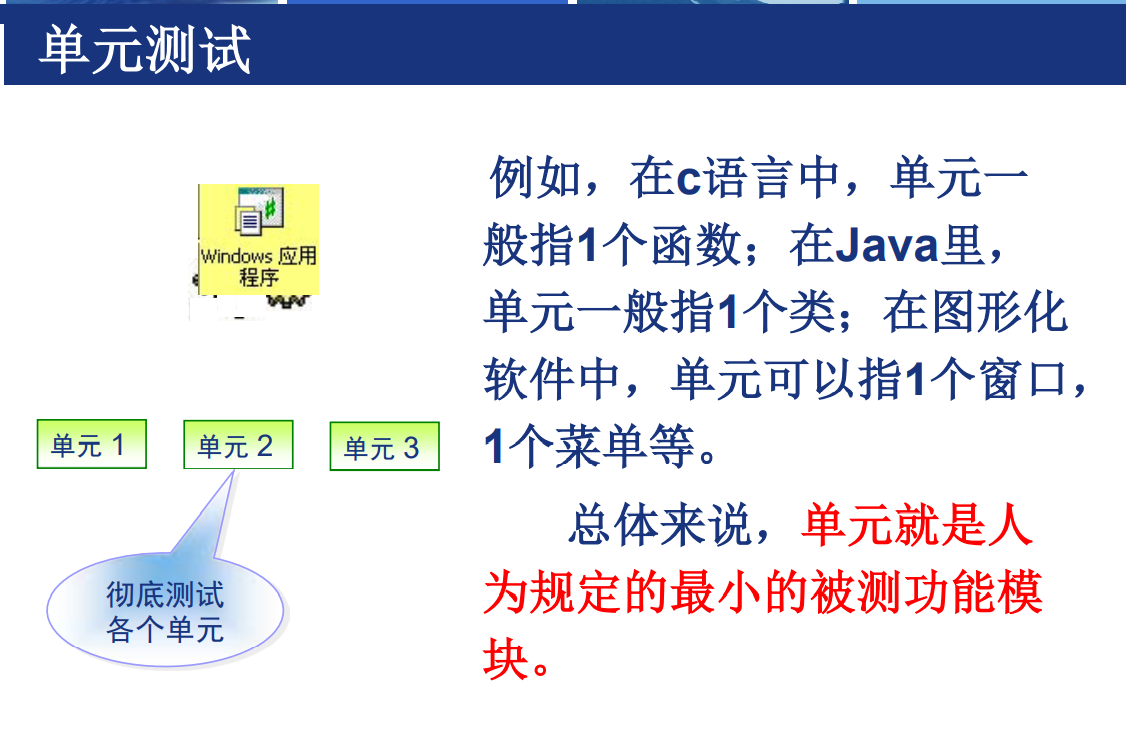 单元测试
Windows 应用
程序
例如，在c语言中，单元一
般指1个函数；在Java里，
单元一般指1个类；在图形化
软件中，单元可以指1个窗口，
1个菜单等。
总体来说，单元就是人
为规定的最小的被测功能模
块。
单元 1
单元 2
单元 3
彻底测试
各个单元